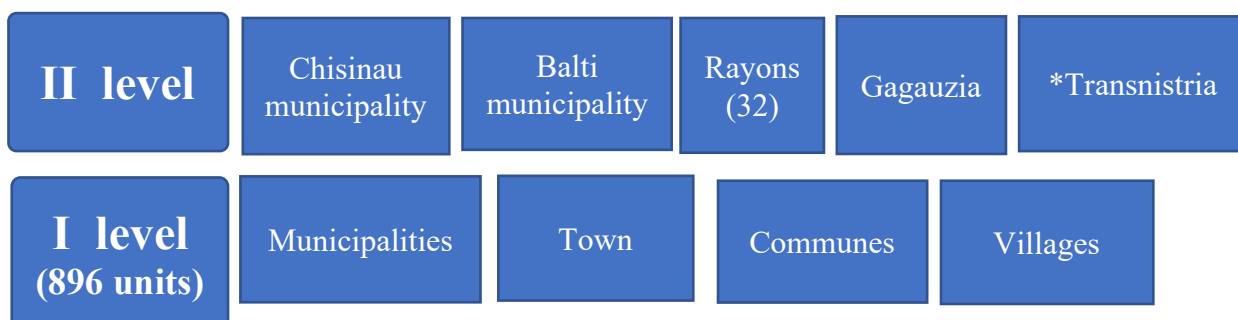 II level
Chisinau
municipality
Balti
municipality
Rayons
(32)
Gagauzia
*Transnistria
I level
(896 units)
Municipalities
Town
Communes
Villages